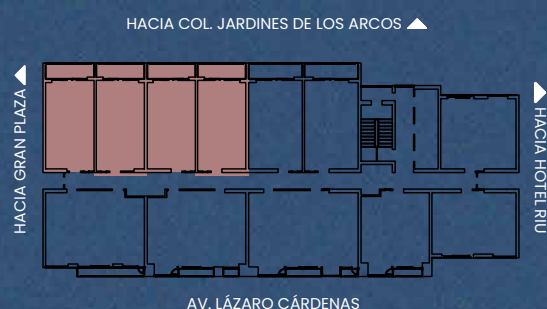 HACIA COL. JARDINES DE LOS ARCOS
HACIA GRAN PLAZA
HACIA HOTEL RIU
AV. LÁZARO CÁRDENAS